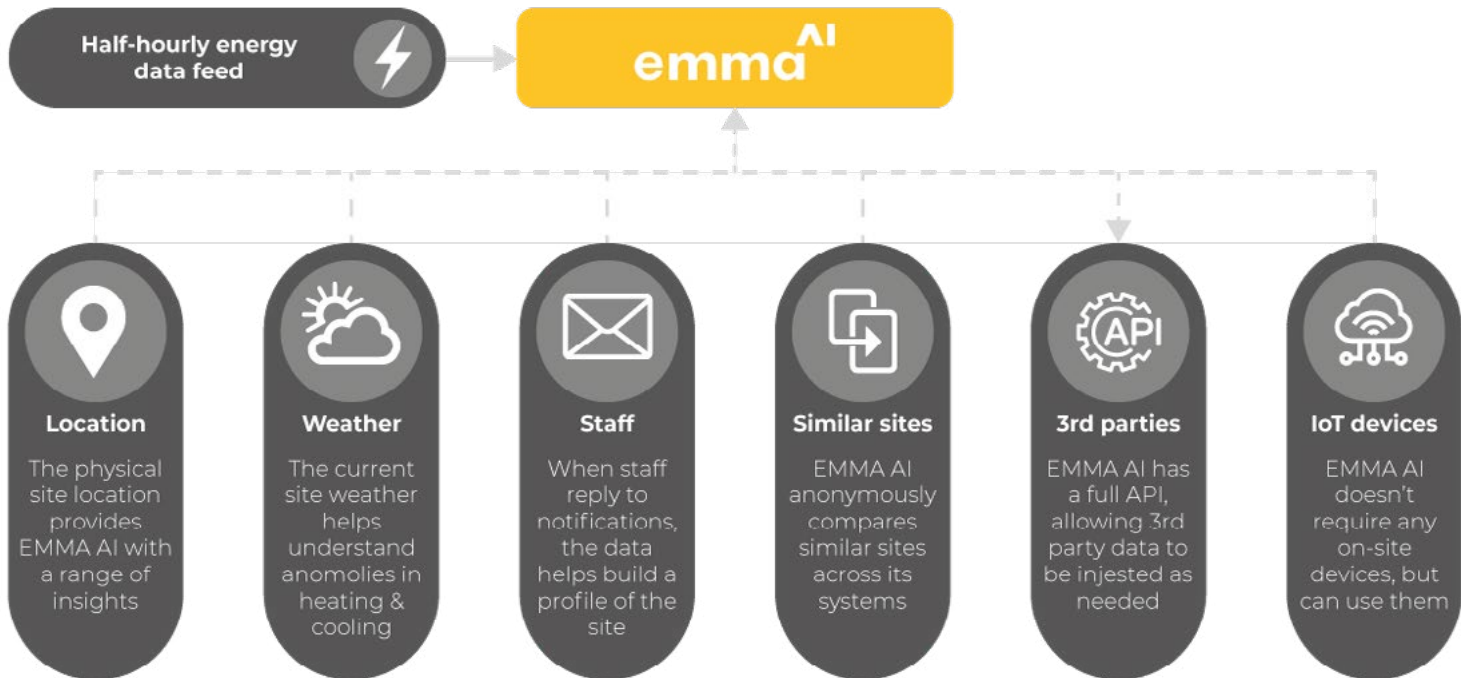 Half-hourly energy
data feed
emma AI
Location
The physical
site location
provides
EMMA AI with
a range of
insights
Weather
The current
site weather
helps
understand
anomolies in
heating &
cooling
Staff
When staff
reply to
notifications,
the data
helps build a
profile of the
site
Similar sites
EMMA AI
anonymously
compares
similar sites
across its
systems
API
3rd parties
EMMA AI has
a full API,
allowing 3rd
party data to
be injested as
needed
IoT devices
EMMA AI
doesn't
require any
on-site
devices, but
can use them